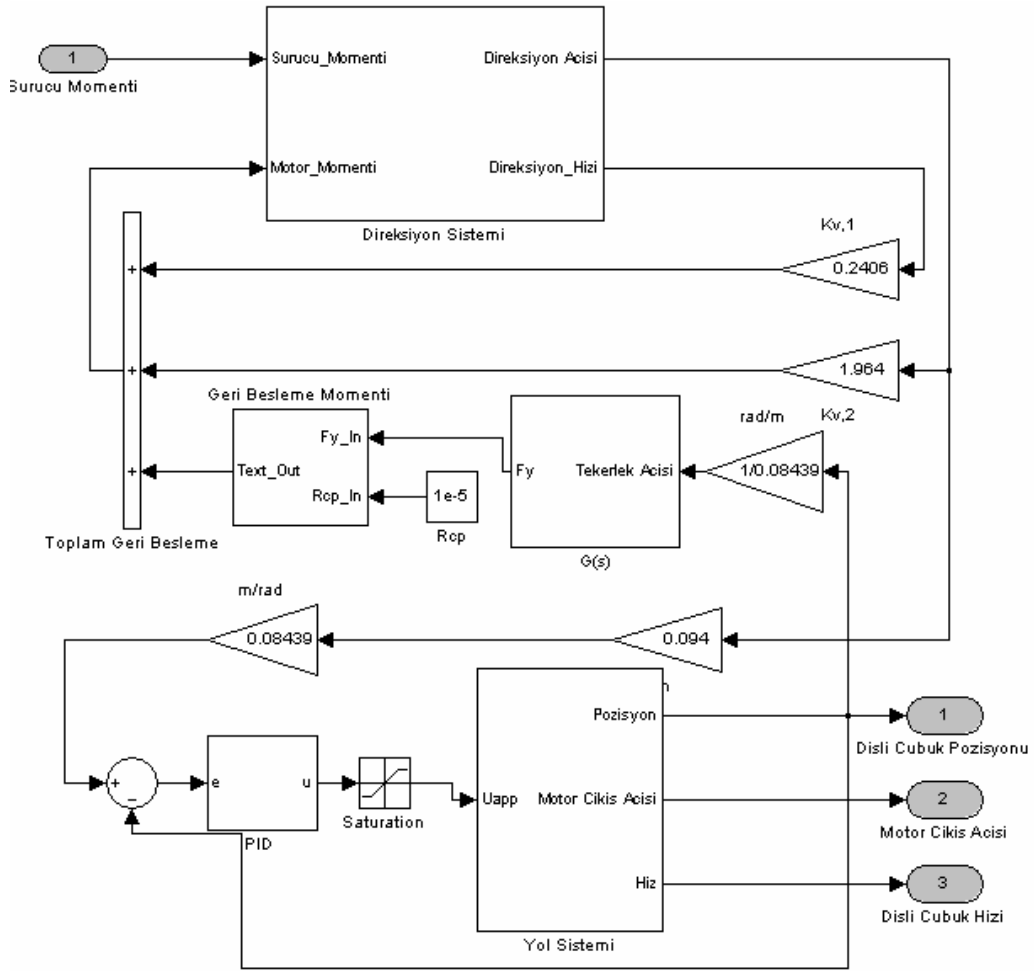 1
Surucu Momenti
Surucu_Momenti
Direksiyon Acisi
Motor_Momenti
Direksiyon_Hizi
Direksiyon Sistemi
Kv,1
+
0.2406
+
1.964
Geri Besleme Momenti
rad/m
Kv,2
Fy_In
+
Text_Out
Fy
Tekerlek Acisi
1/0.08439
Rcp_In
1e-5
Rcp
Toplam Geri Besleme
G(s)
m/rad
0.08439
0.094
Pozisyon
1
Disli Cubuk Pozisyonu
+
−
e
u
Saturation
PID
Uapp
Motor Cikis Acisi
2
Motor Cikis Acisi
Hiz
3
Disli Cubuk Hizi
Yol Sistemi